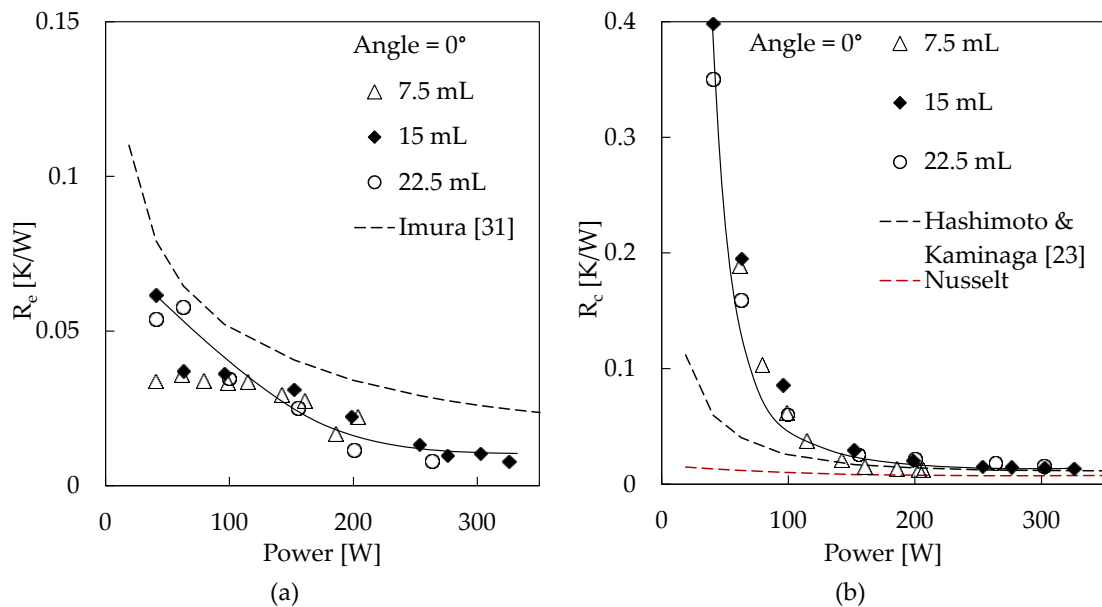 0.15
0.1
0.05
0
R_e [K/W]
Angle = 0°
7.5 mL
15 mL
22.5 mL
Imura [31]
0
100
200
300
Power [W]
(a)
0.4
0.3
0.2
0.1
0
R_c [K/W]
Angle = 0°
7.5 mL
15 mL
22.5 mL
Hashimoto &
Kaminaga [23]
Nusselt
0
100
200
300
Power [W]
(b)